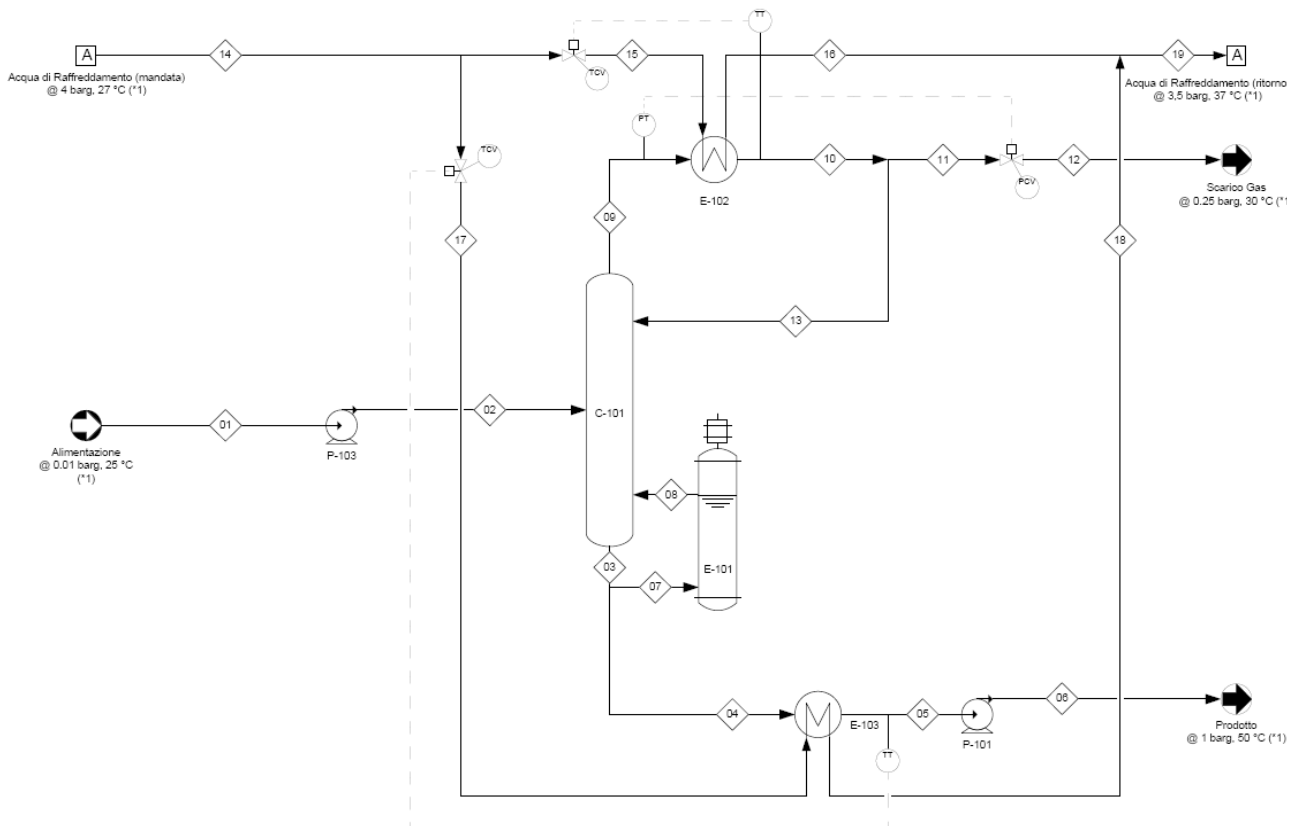 TT
A
14
15
16
19
A
Acqua di Raffreddamento (mandata)
@ 4 barg, 27 °C (*1)
TCV
Acqua di Raffreddamento (ritorno
@ 3,5 barg, 37 °C (*1)
PT
TCV
10
11
12
E-102
PCV
Scarico Gas
@ 0.25 barg, 30 °C (*1
09
17
18
13
C-101
02
01
Alimentazione
@ 0.01 barg, 25 °C
(*1)
P-103
08
03
E-101
07
04
E-103
05
06
P-101
Prodotto
@ 1 barg, 50 °C (*1)
TT